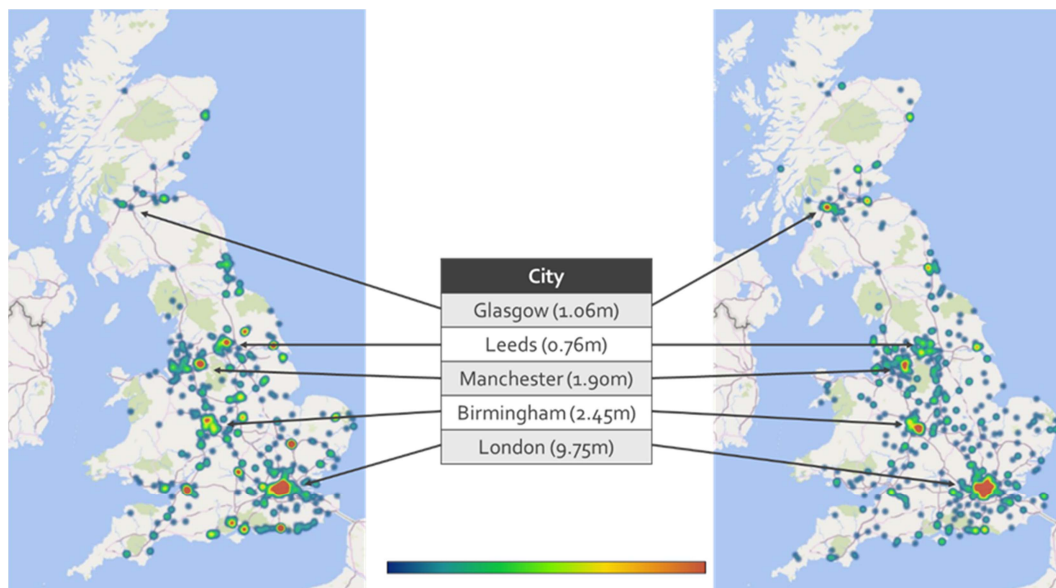 City
Glasgow (1.06m)
Leeds (0.76m)
Manchester (1.90m)
Birmingham (2.45m)
London (9.75m)